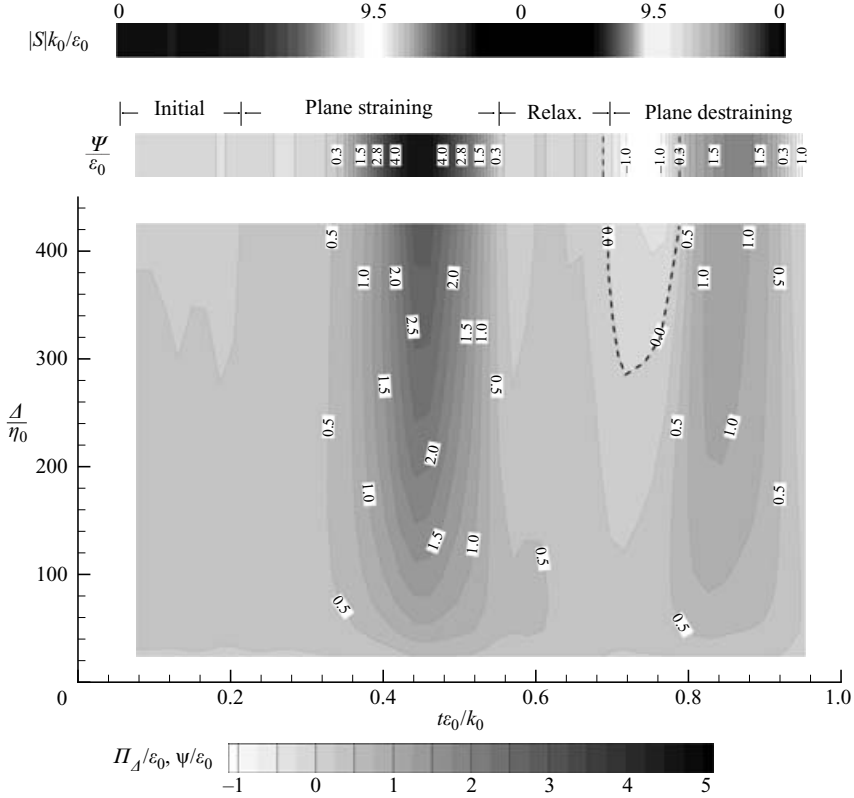 0 9.5 0 9.5 0
|S|k₀/ε₀
Initial Plane straining Relax. Plane destraining
Ψ/ε₀
0.3 1.5 2.8 4.0 4.0 2.8 1.5 0.3 –1.0 –1.0 0.3 1.5 1.5 0.3 1.0
400
0.5 0.0 0.5 1.0
1.0 2.0 2.0 1.0 0.5
2.5 1.5 1.0 0.0
300
1.5 0.5
Δ/η₀
0.5 2.0 0.5 1.0
200
1.0 0.5
1.5 1.0 0.5
100
0.5 0.5
0 0.2 0.4 0.6 0.8 1.0
tε₀/k₀
Π_Δ/ε₀, ψ/ε₀
–1 0 1 2 3 4 5